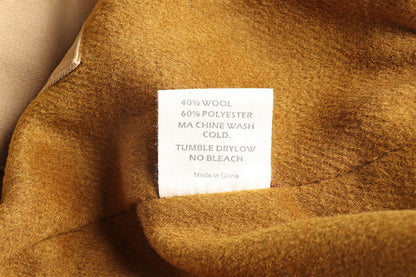 40% WOOL
60% POLYESTER
MA CHINE WASH
COLD.
TUMBLE DRYLOW
NO BLEACH
Made in China